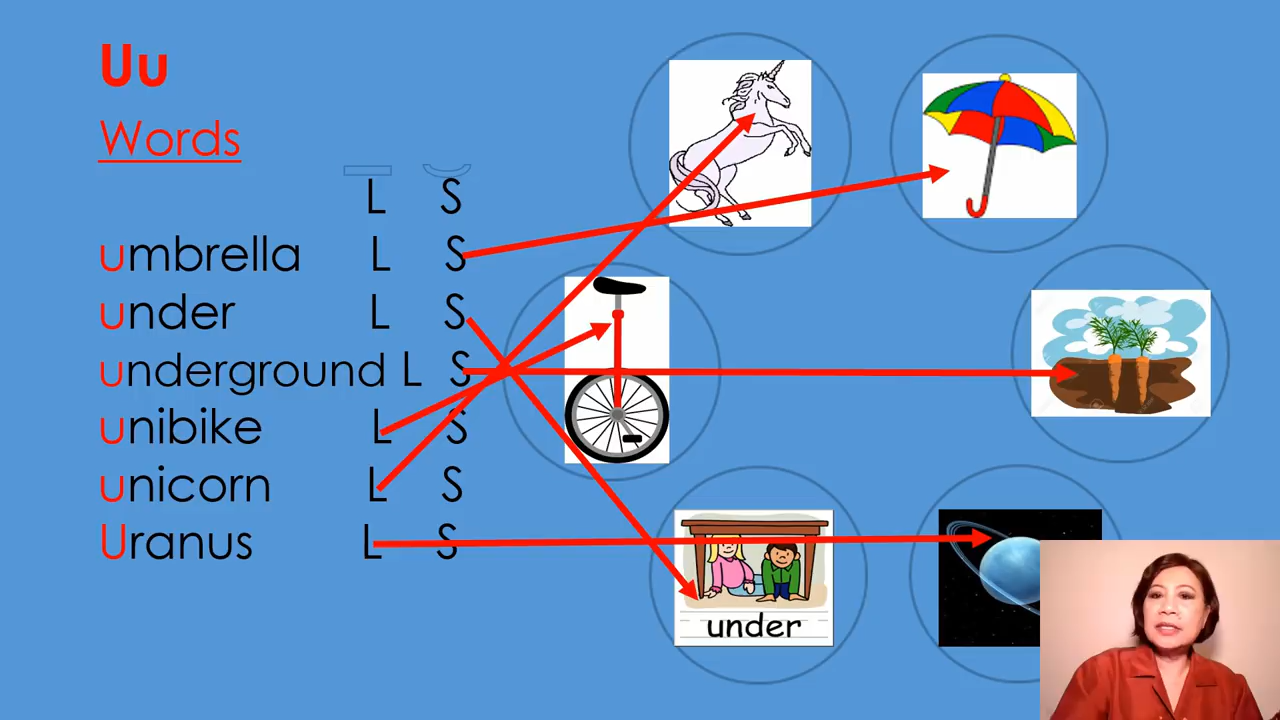 Uu
Words
L S
umbrella L S
under L S
underground L S
unibike L S
unicorn L S
Uranus L S
under